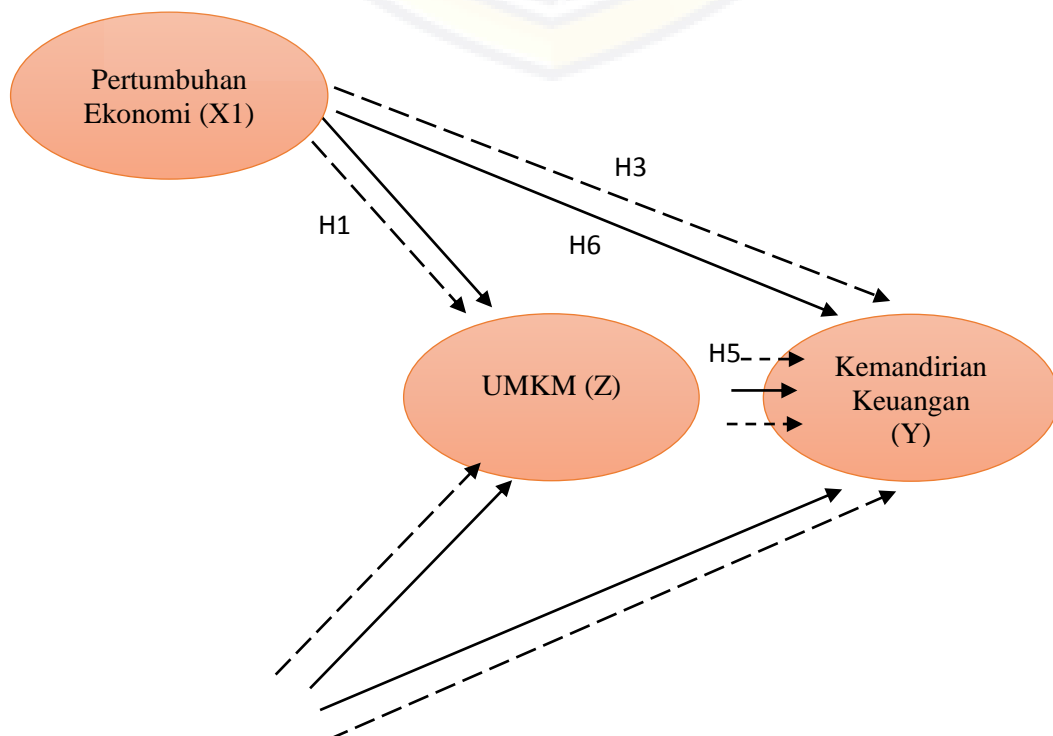 Pertumbuhan
Ekonomi (X1)
H3
H1
H6
H5
UMKM (Z)
Kemandirian
Keuangan
(Y)